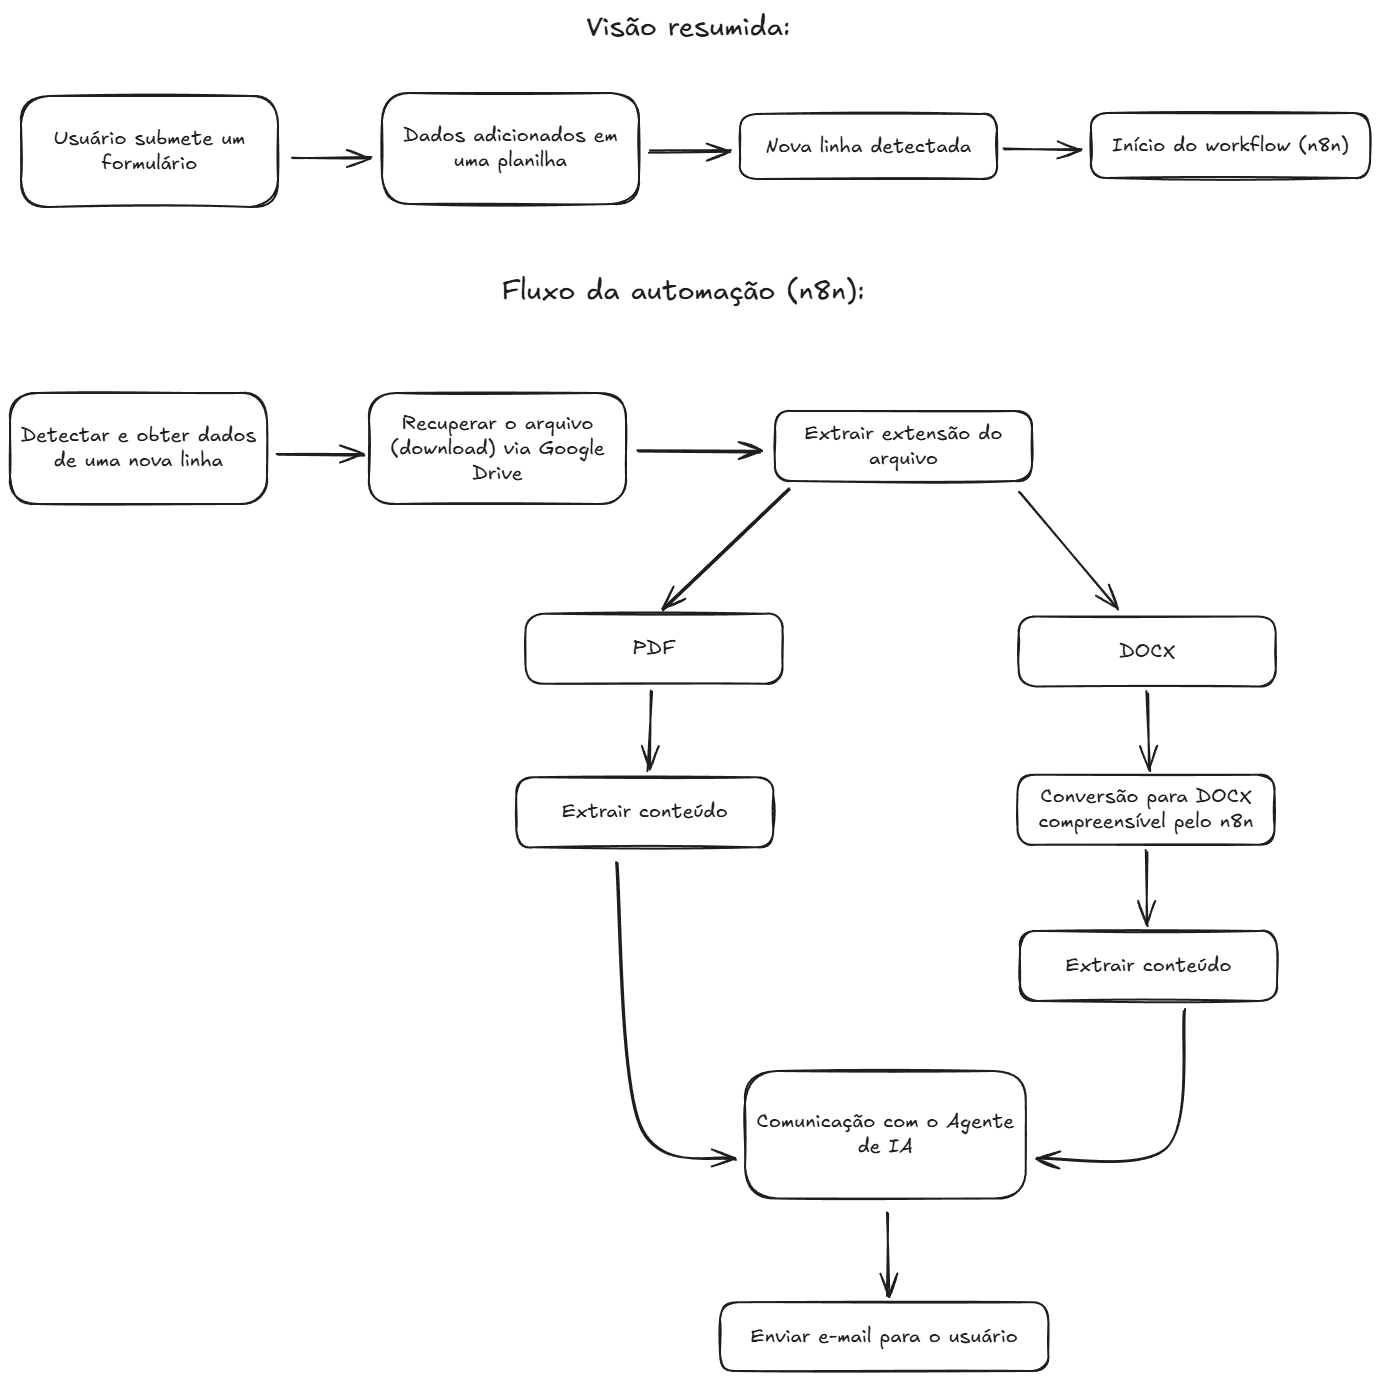 Visão resumida:
Usuário submete um
formulário
Dados adicionados em
uma planilha
Nova linha detectada
Início do workflow (n8n)
Fluxo da automação (n8n):
Detectar e obter dados
de uma nova linha
Recuperar o arquivo
(download) via Google
Drive
Extrair extensão do
arquivo
PDF
DOCX
Extrair conteúdo
Conversão para DOCX
compreensível pelo n8n
Extrair conteúdo
Comunicação com o Agente
de IA
Enviar e-mail para o usuário